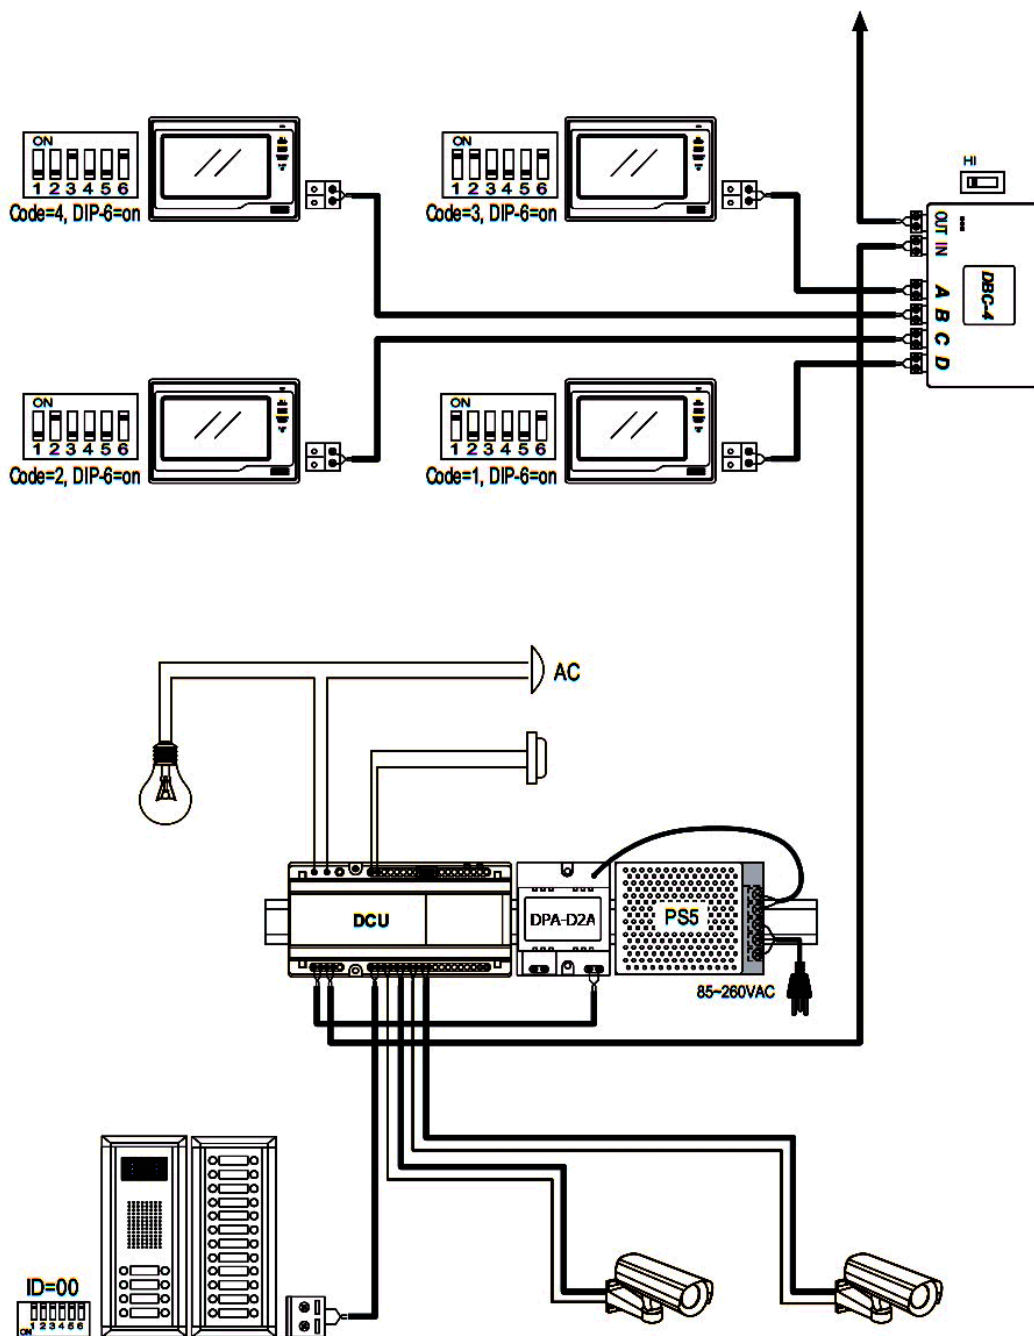 HI
ON
1 2 3 4 5 6
Code=4, DIP-6=on
ON
1 2 3 4 5 6
Code=3, DIP-6=on
OUT
IN
A
B
C
D
DBC-4
ON
1 2 3 4 5 6
Code=2, DIP-6=on
ON
1 2 3 4 5 6
Code=1, DIP-6=on
AC
DCU
DPA-D2A
PS5
85~260VAC
ID=00
1 2 3 4 5 6
ON